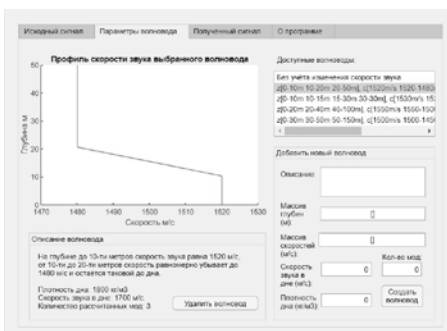 Исходный сигнал
Параметры волновода
Полученный сигнал
О программе
Профиль скорости звука выбранного волновода
50
40
30
20
10
0
Глубина м
1470 1480 1490 1500 1510 1520 1530
Скорость м/с
Описание волновода
На глубине до 10-ти метров скорость звука равна 1520 м/с,
от 10-ти до 20-ти метров скорость равномерно убывает до
1480 м/с и остается таковой до дна.
Плотность дна: 1800 кг/м3
Скорость звука в дне: 1700 м/с
Количество рассчитанных мод: 3
Удалить волновод
Доступные волноводы:
Без учёта изменения скорости звука
z[0-10m 10-20m 20-50m], c[1520m/s 1520-1480
z[0-10m 10-15m 15-30m 30-30m], c[1530m/s 15
z[0-20m 20-40m 40-100m], c[1550m/s 1550-150
z[0-30m 30-50m 50-150m], c[1500m/s 1500-145
Добавить новый волновод
Описание
Массив
глубин
(м):
[]
Массив
скоростей
(м/с):
[]
Скорость
звука в
дне (м/с):
0
Кол-во мод:
0
Плотность
дна (кг/м3):
0
Создать
волновод